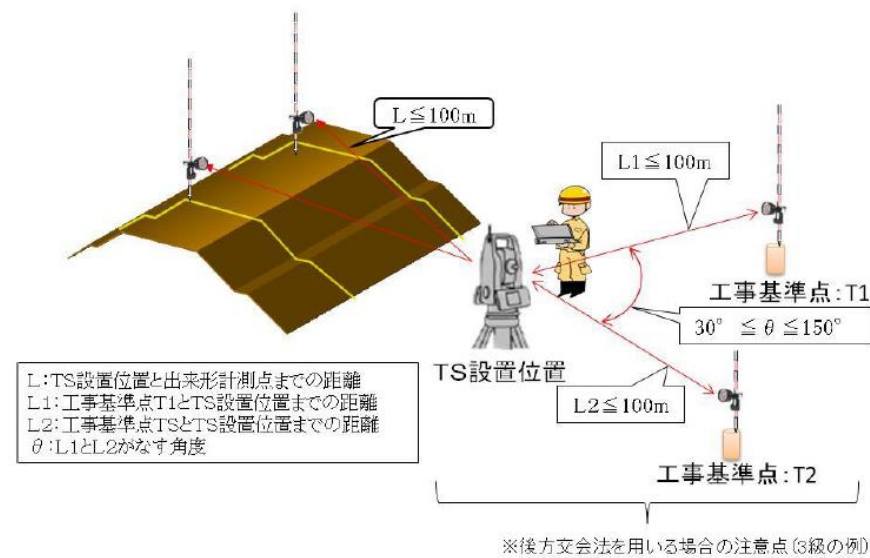 L≦100m
L1≦100m
工事基準点:T1
30° ≦θ≦150°
TS設置位置
L2≦100m
L:TS設置位置と出来形計測点までの距離
L1:工事基準点T1とTS設置位置までの距離
L2:工事基準点TSとTS設置位置までの距離
θ:L1とL2がなす角度
工事基準点:T2
※後方交会法を用いる場合の注意点(3級の例)